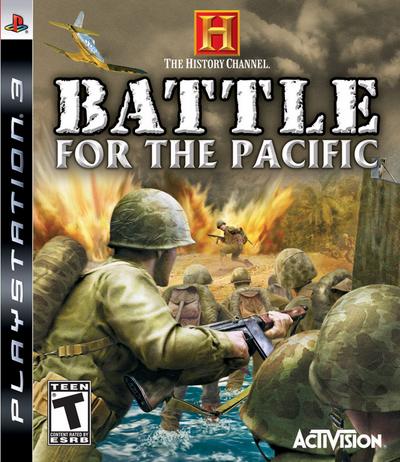 PLAYSTATION 3
H
THE HISTORY CHANNEL.
BATTLE
FOR THE PACIFIC
TEEN
T
CONTENT RATED BY
ESRB
ACTIVISION